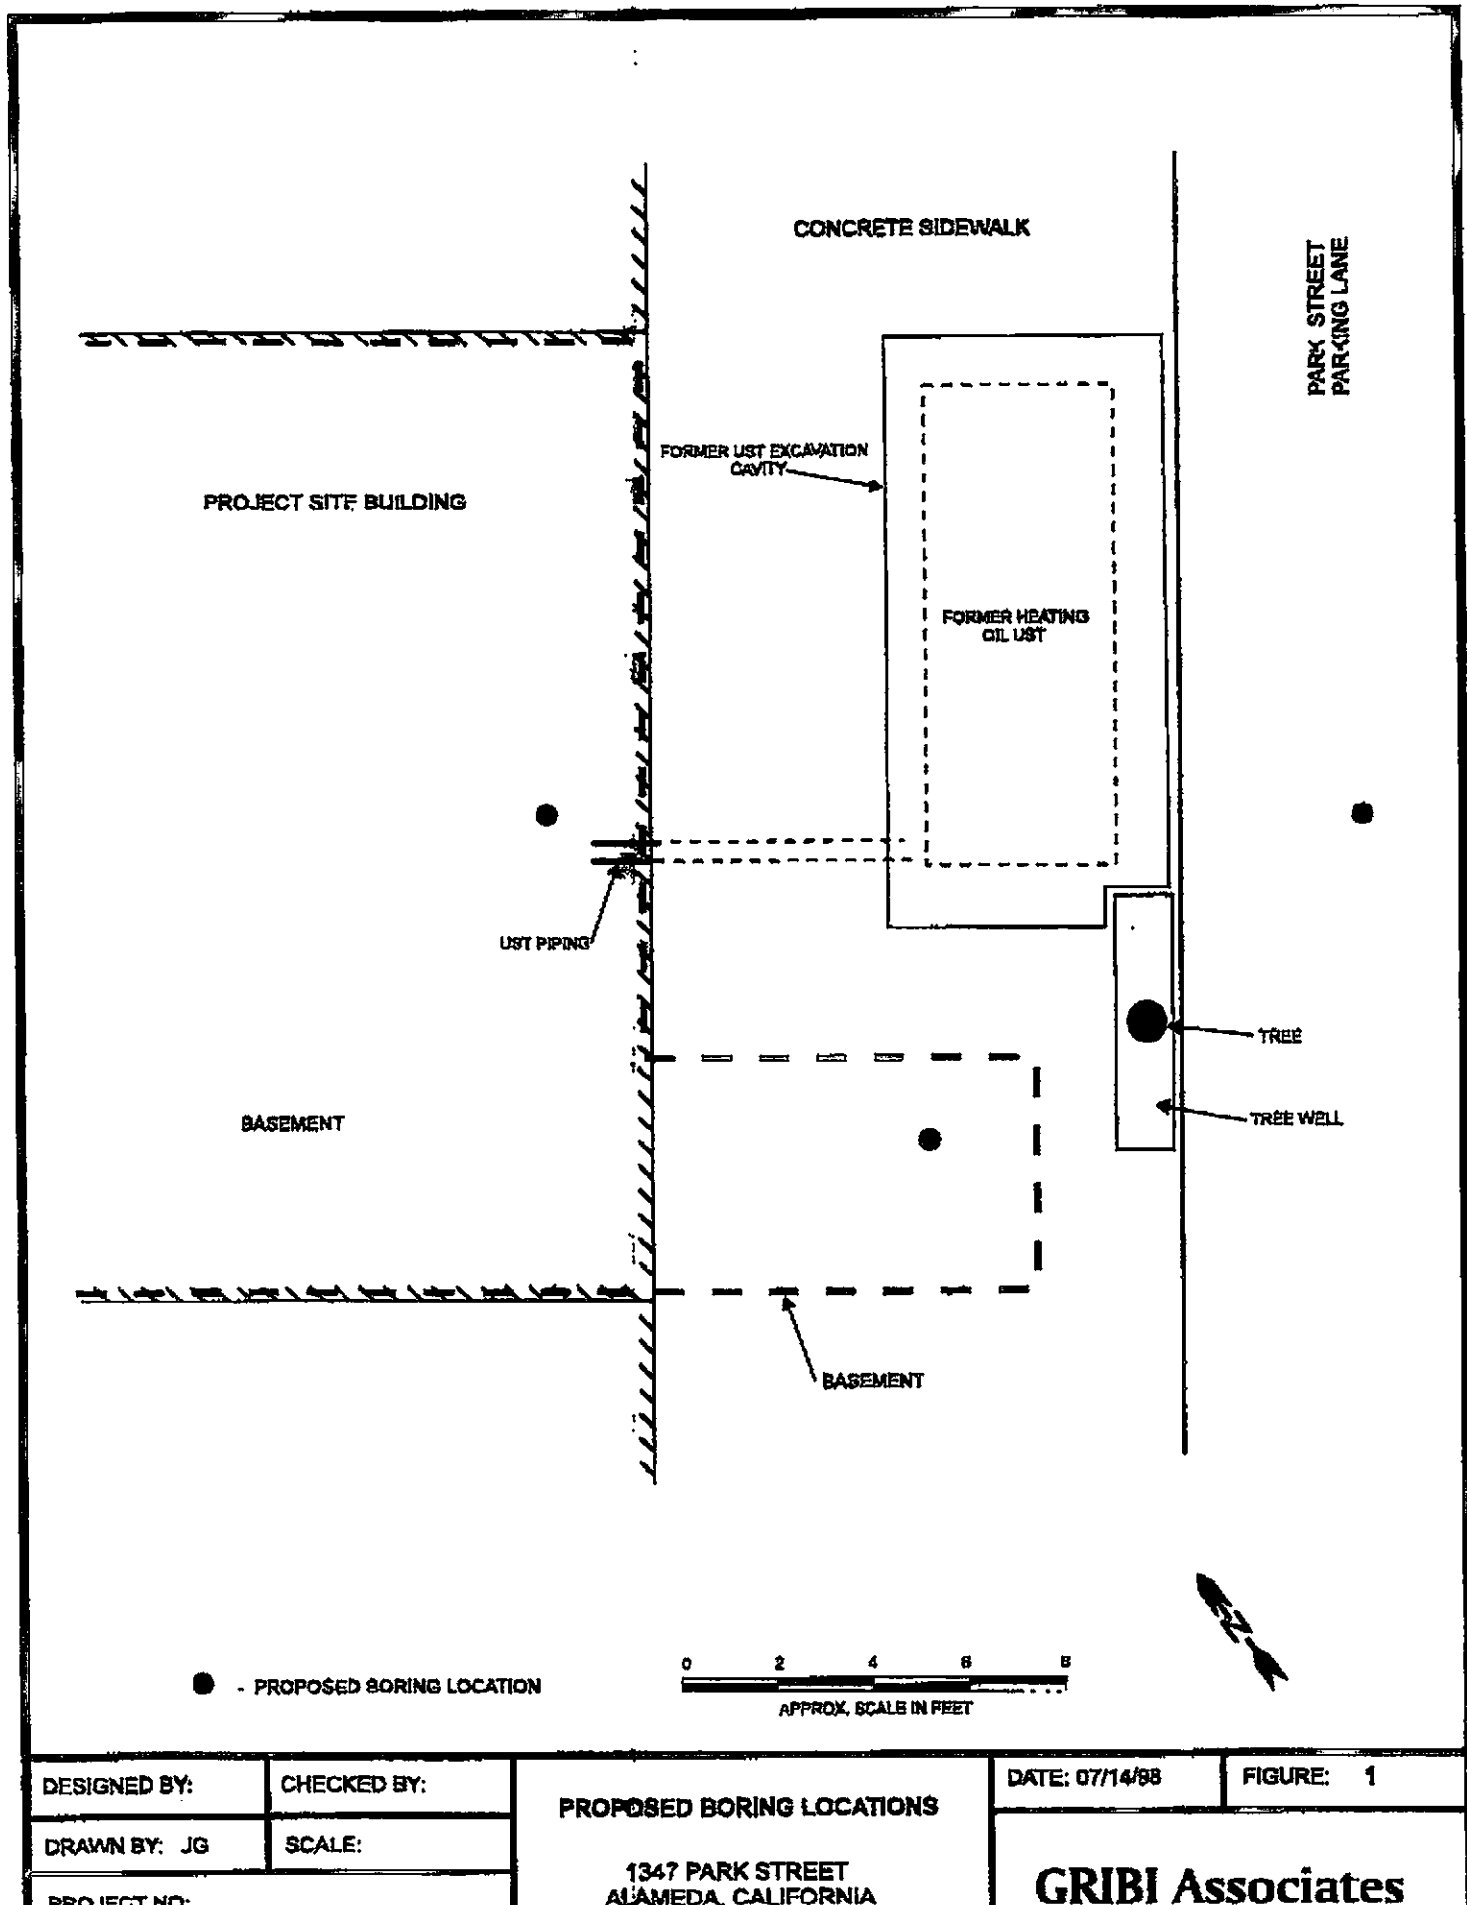 CONCRETE SIDEWALK
PARK STREET
PARKING LANE
FORMER UST EXCAVATION
CAVITY
PROJECT SITE BUILDING
FORMER HEATING
OIL UST
UST PIPING
TREE
TREE WELL
BASEMENT
BASEMENT
N
0 2 4 6 8
APPROX. SCALE IN FEET
- PROPOSED BORING LOCATION
DESIGNED BY:
CHECKED BY:
DRAWN BY: JG
SCALE:
PROJECT NO:
PROPOSED BORING LOCATIONS
1347 PARK STREET
ALAMEDA, CALIFORNIA
DATE: 07/14/98
FIGURE: 1
GRIBI Associates